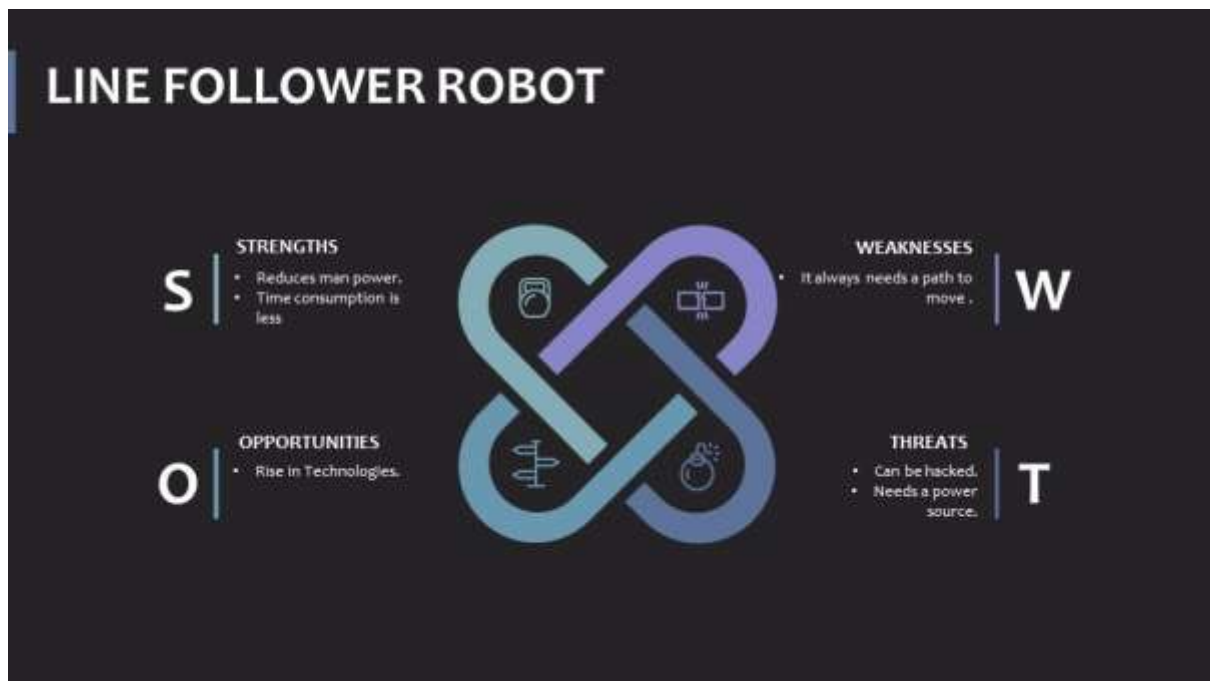 LINE FOLLOWER ROBOT
S
STRENGTHS
• Reduces man power.
• Time consumption is
less
WEAKNESSES
• It always needs a path to
move .
W
O
OPPORTUNITIES
• Rise in Technologies.
THREATS
• Can be hacked.
• Needs a power
source.
T